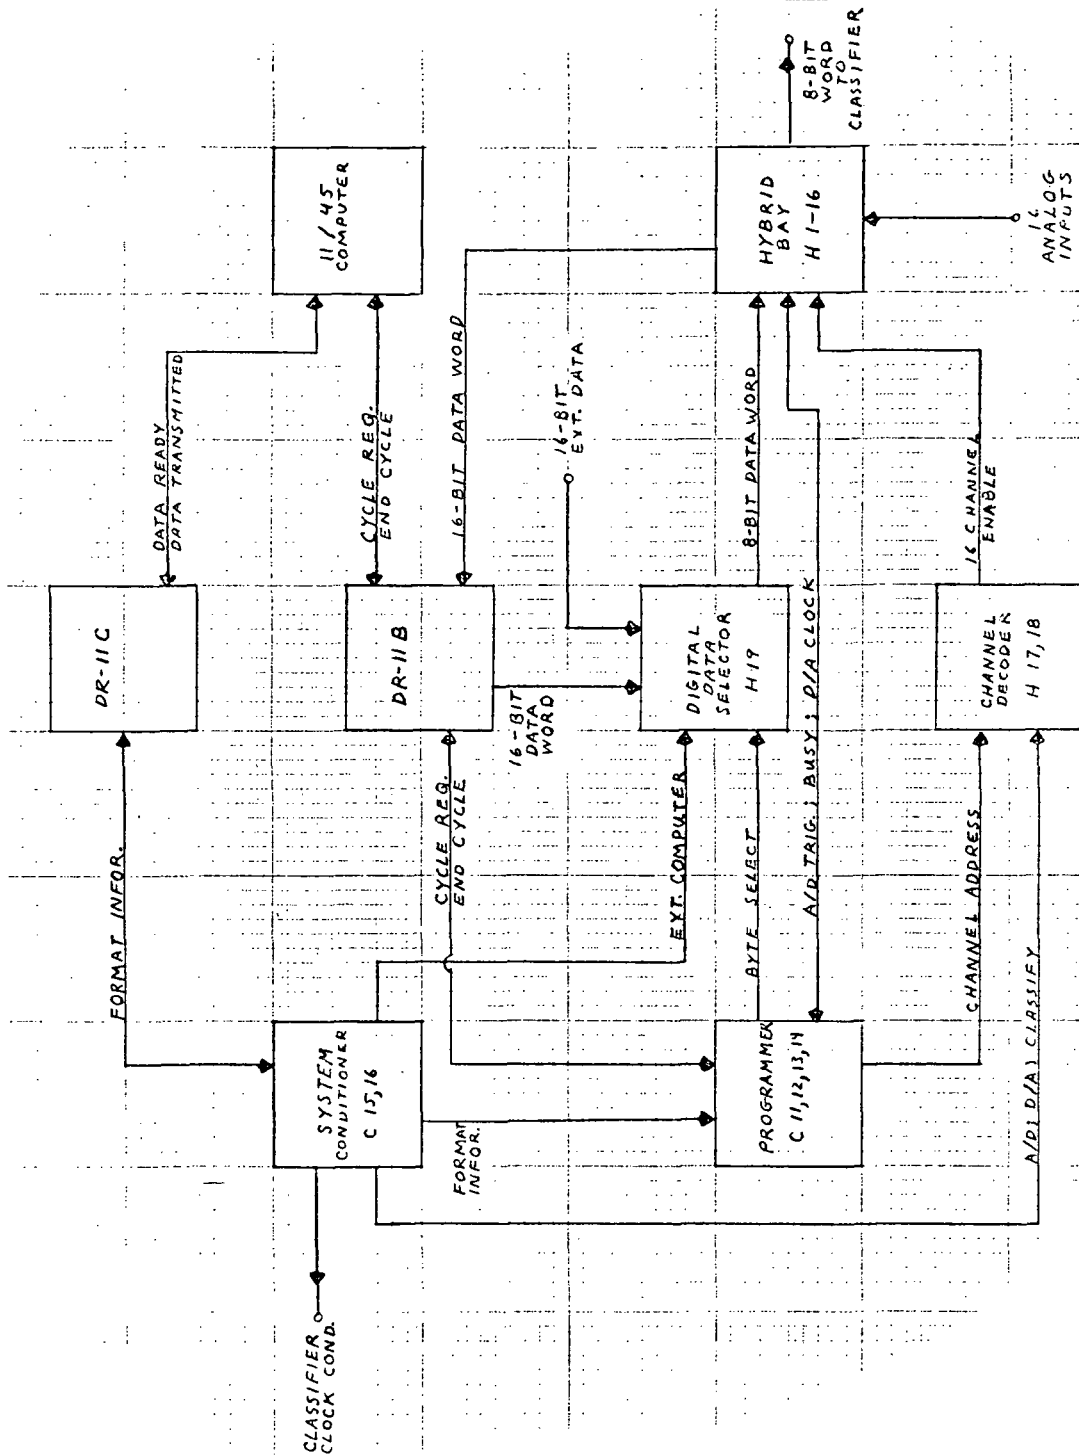 DR-11C
DATA READY
DATA TRANSMITTED
FORMAT INFOR.
11/45
COMPUTER
CYCLE REQ.
END CYCLE
DR-11B
CYCLE REQ.
END CYCLE
SYSTEM
CONDITIONER
C 15,16
CLASSIFIER
CLOCK COND.
16-BIT DATA WORD
16-BIT
DATA
WORD
16-BIT
EXT. DATA
EXT. COMPUTER
FORMAT
INFOR.
DIGITAL
DATA
SELECTOR
H19
8-BIT DATA WORD
BYTE SELECT
PROGRAMMER
C 11,12,13,14
HYBRID
BAY
H 1-16
8-BIT
WORD
TO
CLASSIFIER
A/D TRIG.; BUSY; D/A CLOCK
16 CHANNEL
ENABLE
CHANNEL
DECODER
H 17,18
CHANNEL ADDRESS
A/D; D/A; CLASSIFY
16
ANALOG
INPUTS